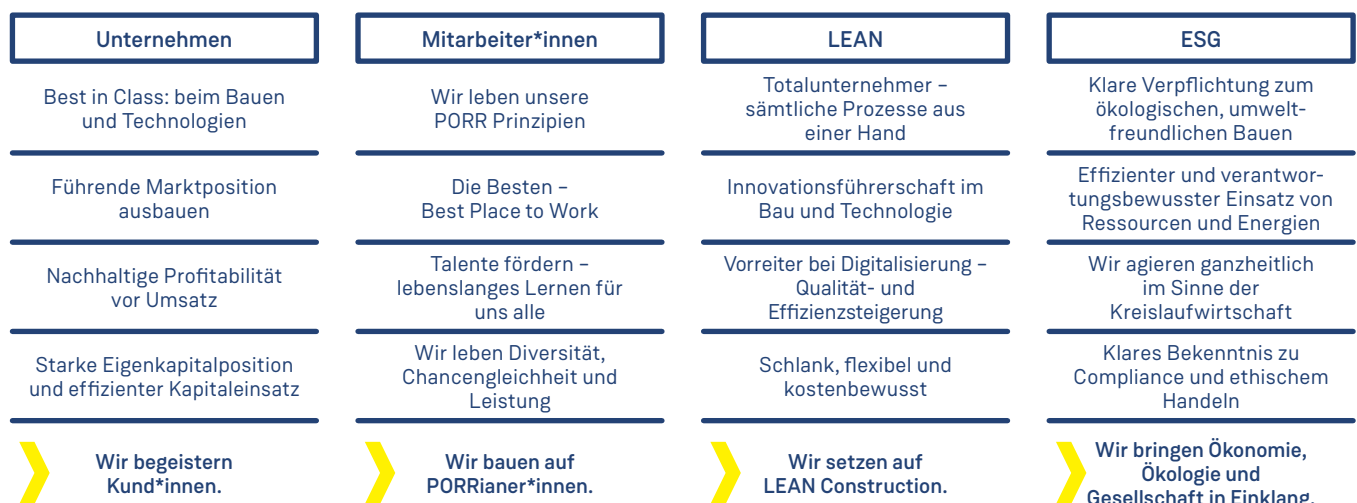 Unternehmen
Best in Class: beim Bauen
und Technologien
Führende Marktposition
ausbauen
Nachhaltige Profitabilität
vor Umsatz
Starke Eigenkapitalposition
und effizienter Kapitaleinsatz
Wir begeistern
Kund*innen.
Mitarbeiter*innen
Wir leben unsere
PORR Prinzipien
Die Besten –
Best Place to Work
Talente fördern –
lebenslanges Lernen für
uns alle
Wir leben Diversität,
Chancengleichheit und
Leistung
Wir bauen auf
PORRianer*innen.
LEAN
Totalunternehmer –
sämtliche Prozesse aus
einer Hand
Innovationsführerschaft im
Bau und Technologie
Vorreiter bei Digitalisierung –
Qualität- und
Effizienzsteigerung
Schlank, flexibel und
kostenbewusst
Wir setzen auf
LEAN Construction.
ESG
Klare Verpflichtung zum
ökologischen, umwelt-
freundlichen Bauen
Effizienter und verantwor-
tungsbewusster Einsatz von
Ressourcen und Energien
Wir agieren ganzheitlich
im Sinne der
Kreislaufwirtschaft
Klares Bekenntnis zu
Compliance und ethischem
Handeln
Wir bringen Ökonomie,
Ökologie und
Gesellschaft in Einklang.